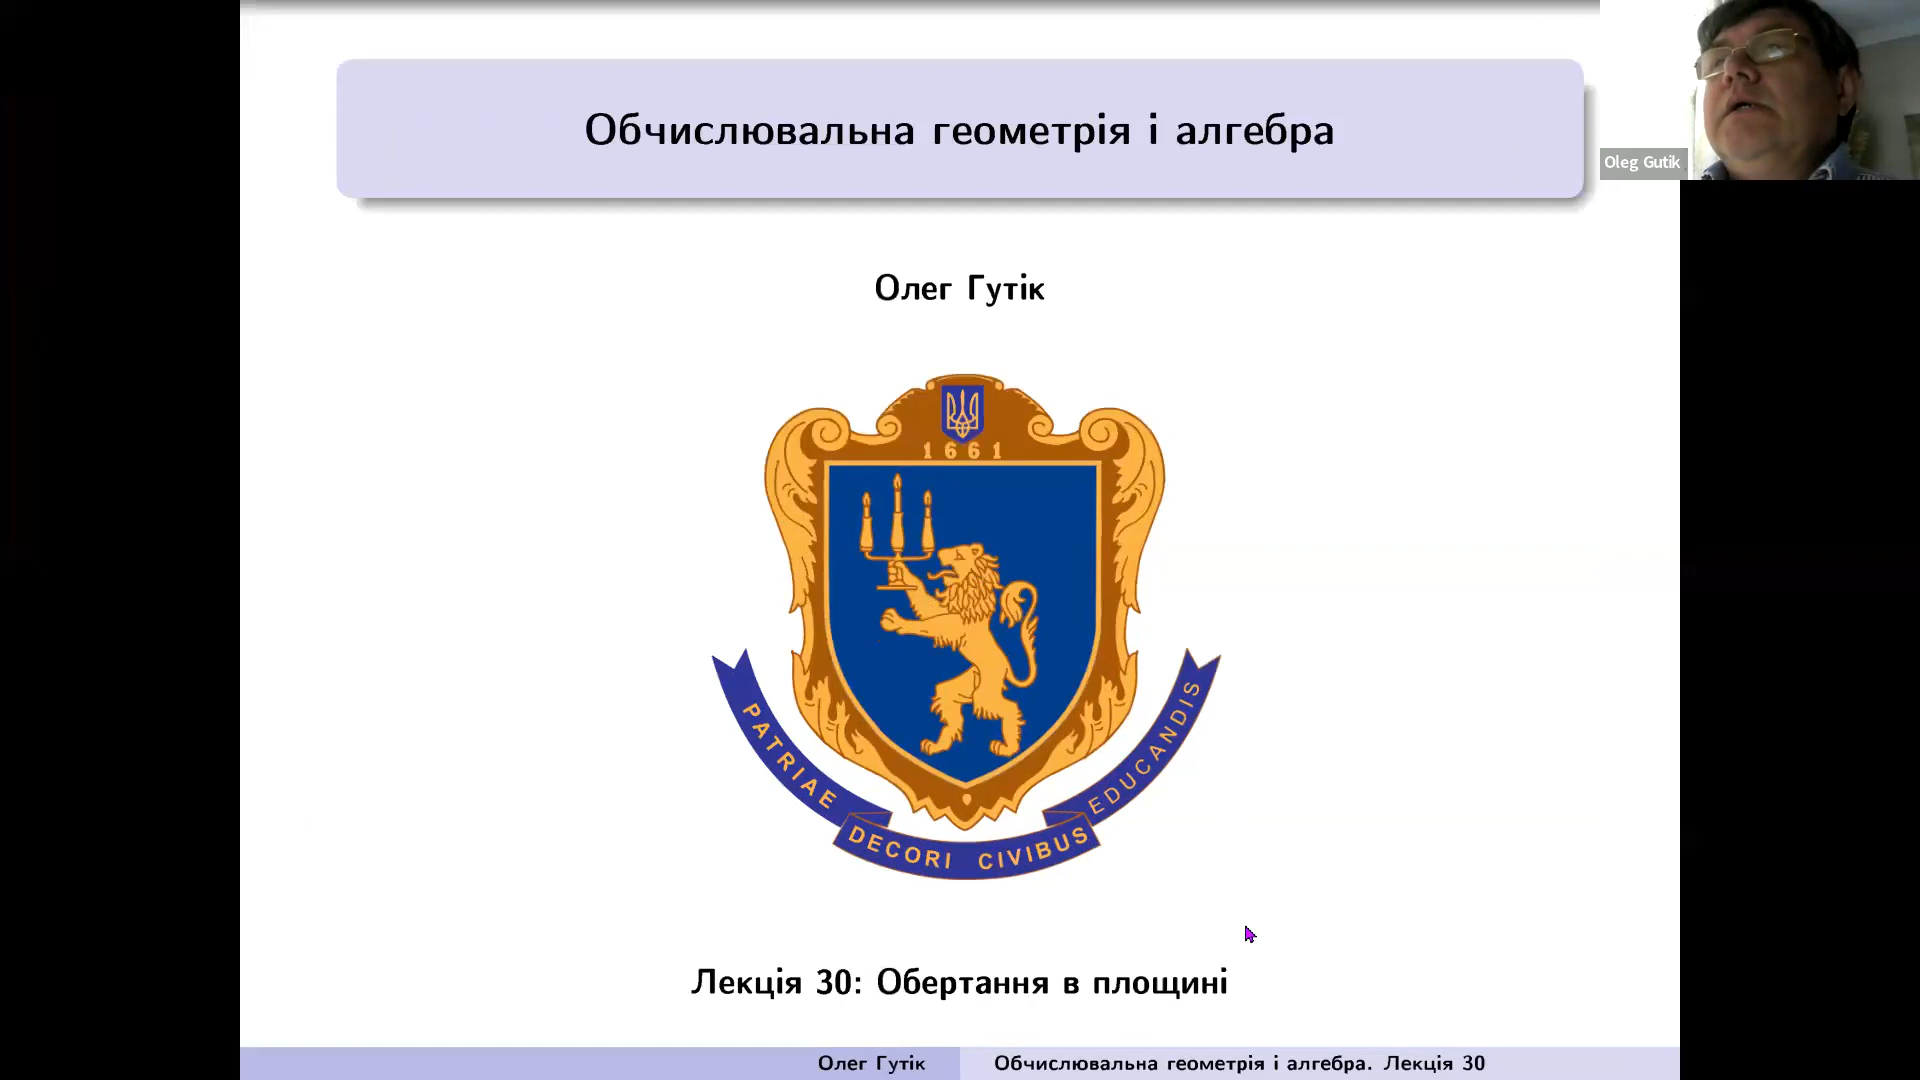 Обчислювальна геометрія і алгебра
Oleg Gutik
Олег Гутік
1661
PATRIAE DECORI CIVIBUS EDUCANDIS
Лекція 30: Обертання в площині
Олег Гутік
Обчислювальна геометрія і алгебра. Лекція 30